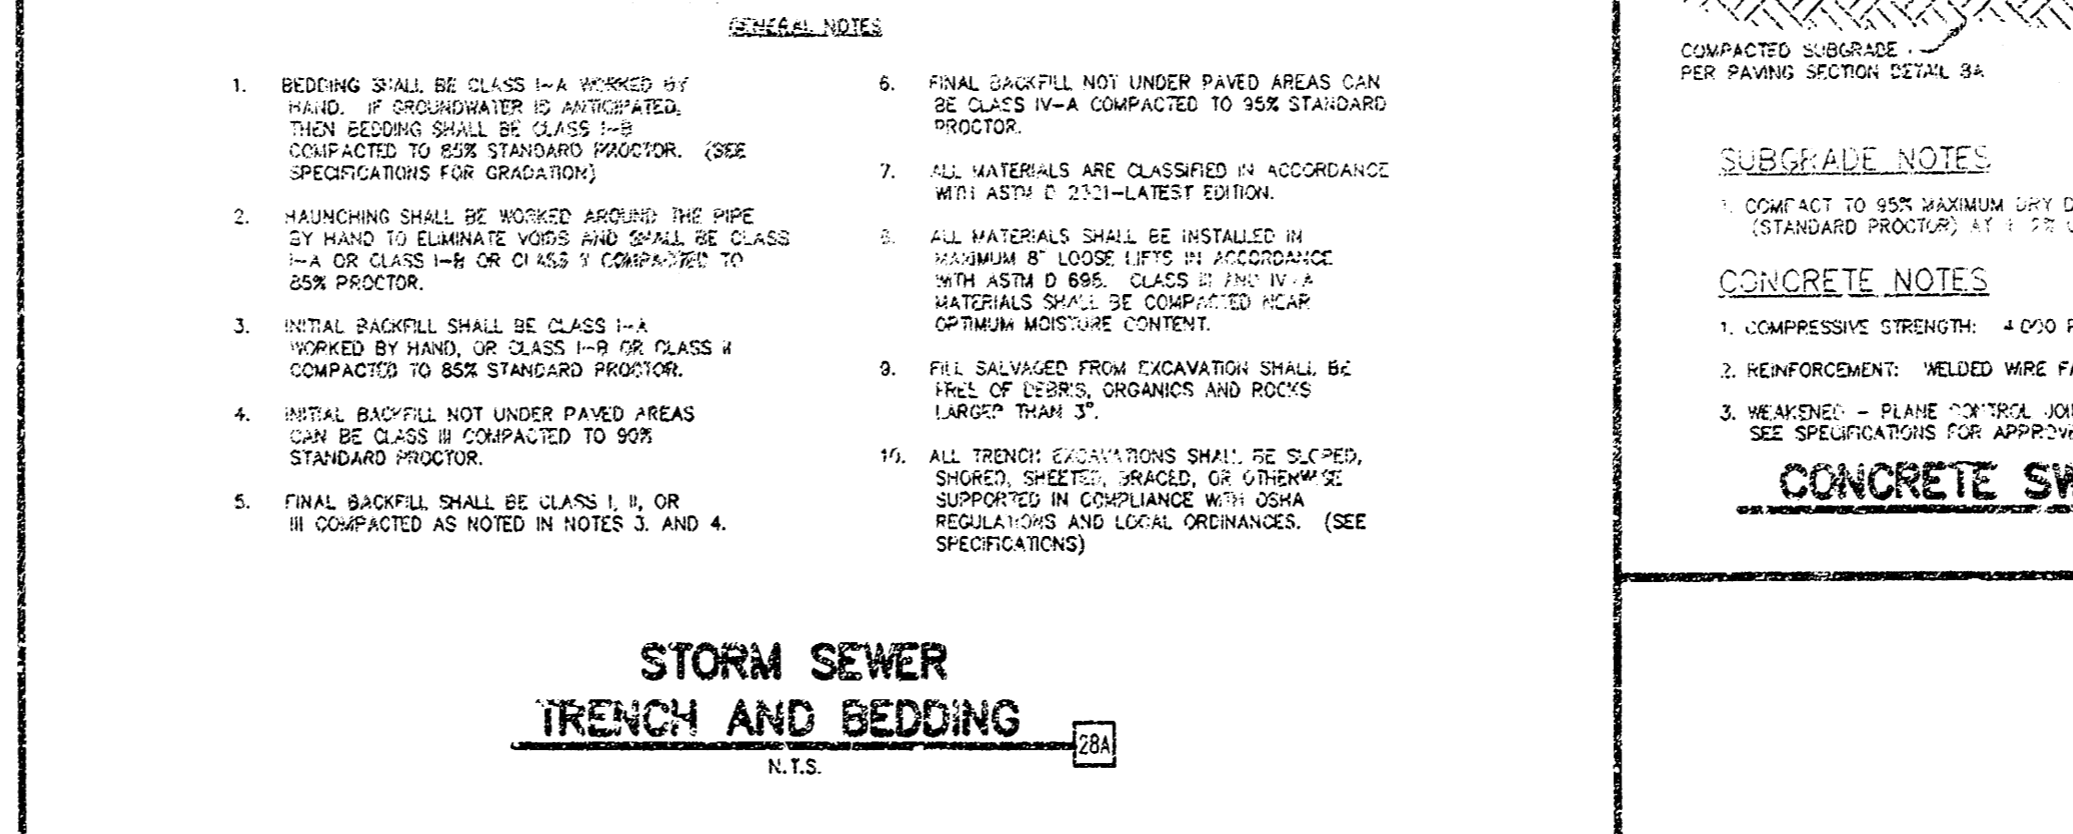 GENERAL NOTES
1. BEDDING SHALL BE CLASS I-A WORKED BY
HAND. IF GROUNDWATER IS ANTICIPATED,
THEN BEDDING SHALL BE CLASS I-B
COMPACTED TO 85% STANDARD PROCTOR. (SEE
SPECIFICATIONS FOR GRADATION)
2. HAUNCHING SHALL BE WORKED AROUND THE PIPE
BY HAND TO ELIMINATE VOIDS AND SHALL BE CLASS
I-A OR CLASS I-B OR CLASS II COMPACTED TO
85% PROCTOR.
3. INITIAL BACKFILL SHALL BE CLASS I-A
WORKED BY HAND, OR CLASS I-B OR CLASS II
COMPACTED TO 85% STANDARD PROCTOR.
4. INITIAL BACKFILL NOT UNDER PAVED AREAS
CAN BE CLASS III COMPACTED TO 90%
STANDARD PROCTOR.
5. FINAL BACKFILL SHALL BE CLASS I, II, OR
III COMPACTED AS NOTED IN NOTES 3. AND 4.
6. FINAL BACKFILL NOT UNDER PAVED AREAS CAN
BE CLASS IV-A COMPACTED TO 95% STANDARD
PROCTOR.
7. ALL MATERIALS ARE CLASSIFIED IN ACCORDANCE
WITH ASTM D 2321-LATEST EDITION.
8. ALL MATERIALS SHALL BE INSTALLED IN
MAXIMUM 8" LOOSE LIFTS IN ACCORDANCE
WITH ASTM D 698. CLASS III AND IV-A
MATERIALS SHALL BE COMPACTED NEAR
OPTIMUM MOISTURE CONTENT.
9. FILL SALVAGED FROM EXCAVATION SHALL BE
FREE OF DEBRIS, ORGANICS AND ROCKS
LARGER THAN 3".
10. ALL TRENCH EXCAVATIONS SHALL BE SLOPED,
SHORED, SHEETED, BRACED, OR OTHERWISE
SUPPORTED IN COMPLIANCE WITH OSHA
REGULATIONS AND LOCAL ORDINANCES. (SEE
SPECIFICATIONS)
STORM SEWER
TRENCH AND BEDDING
28A
N.T.S.
COMPACTED SUBGRADE
PER PAVING SECTION DETAIL
SUBGRADE NOTES
1. COMPACT TO 95% MAXIMUM DRY D
(STANDARD PROCTOR) AT
CONCRETE NOTES
1. COMPRESSIVE STRENGTH: 4000 P
2. REINFORCEMENT: WELDED WIRE FA
3. WEAKENED - PLANE CONTROL JOI
SEE SPECIFICATIONS FOR APPROVE
CONCRETE SW